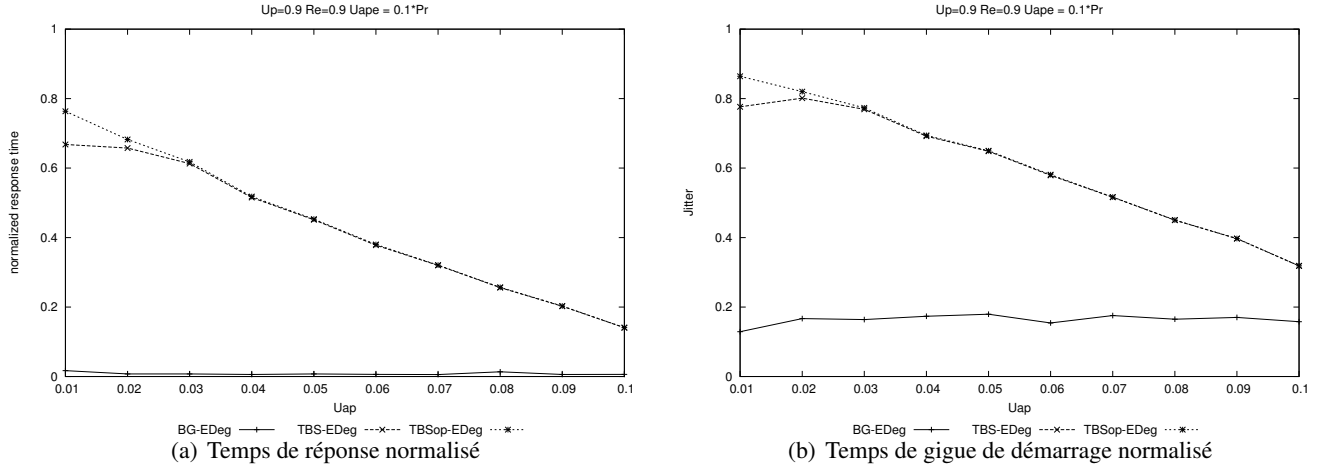 Up=0.9 Re=0.9 Uape = 0.1*Pr
1
0.8
0.6
0.4
0.2
0
normalized response time
0.01 0.02 0.03 0.04 0.05 0.06 0.07 0.08 0.09 0.1
Uap
BG-EDeg TBS-EDeg TBSop-EDeg
(a) Temps de réponse normalisé
Up=0.9 Re=0.9 Uape = 0.1*Pr
1
0.8
0.6
0.4
0.2
0
Jitter
0.01 0.02 0.03 0.04 0.05 0.06 0.07 0.08 0.09 0.1
Uap
BG-EDeg TBS-EDeg TBSop-EDeg
(b) Temps de gigue de démarrage normalisé